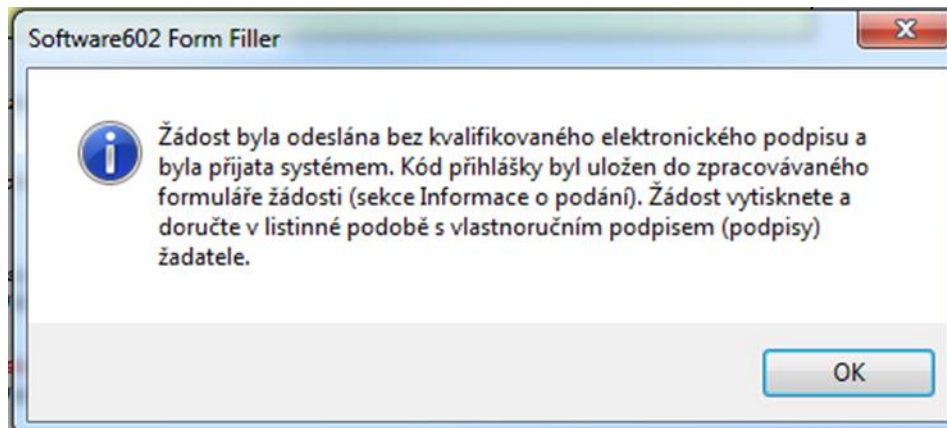 Software602 Form Filler
Žádost byla odeslána bez kvalifikovaného elektronického podpisu a
byla přijata systémem. Kód přihlášky byl uložen do zpracovávaného
formuláře žádosti (sekce Informace o podání). Žádost vytisknete a
doručte v listinné podobě s vlastnoručním podpisem (podpisy)
žadatele.
OK